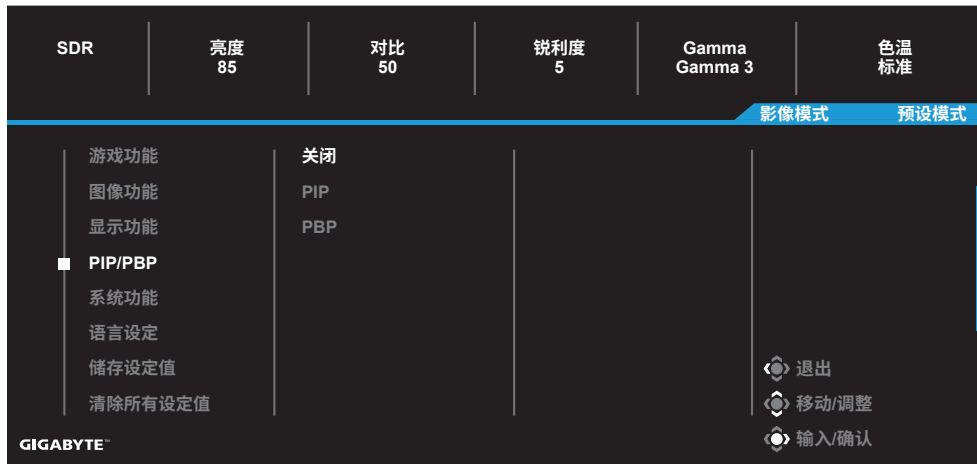 SDR
亮度
85
对比
50
锐利度
5
Gamma
Gamma 3
色温
标准
影像模式 预设模式
游戏功能
图像功能
显示功能
PIP/PBP
系统功能
语言设定
储存设定值
清除所有设定值
关闭
PIP
PBP
退出
移动/调整
输入/确认
GIGABYTE™